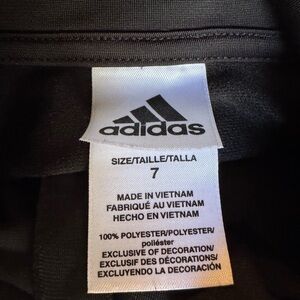 adidas
SIZE/TAILLE/TALLA
7
MADE IN VIETNAM
FABRIQUÉ AU VIETNAM
HECHO EN VIETNAM
100% POLYESTER/POLYESTER/
poliéster
EXCLUSIVE OF DECORATION/
EXCLUSIF DES DÉCORATIONS/
EXCLUYENDO LA DECORACIÓN